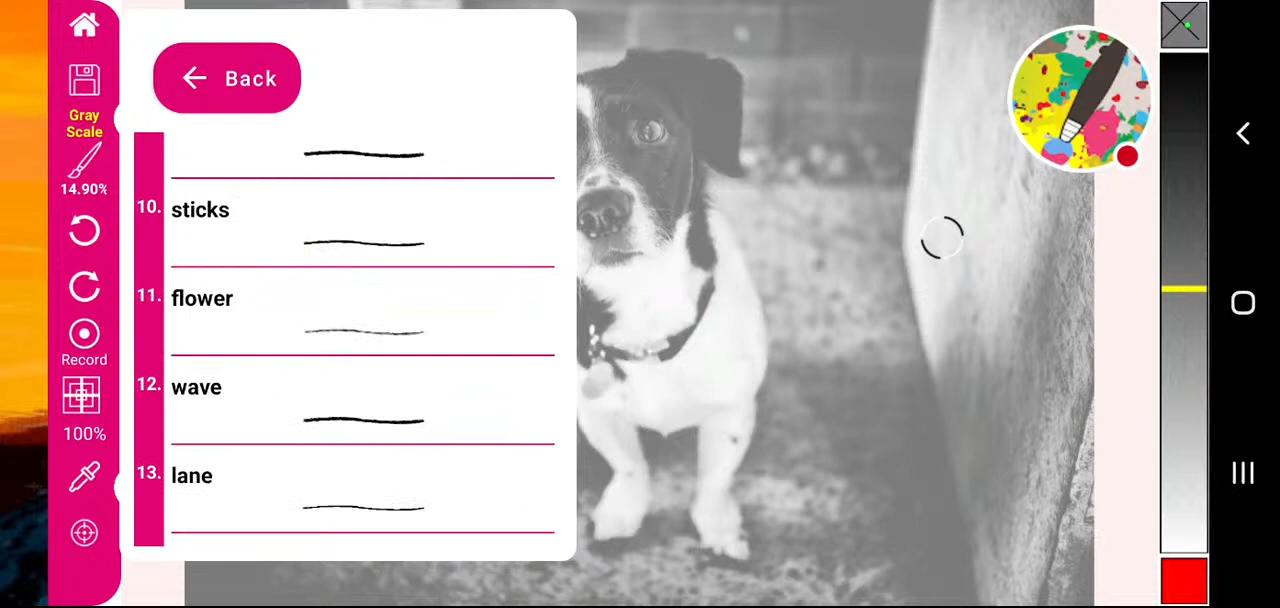 Back
Gray
Scale
14.90%
Record
100%
10. sticks
11. flower
12. wave
13. lane